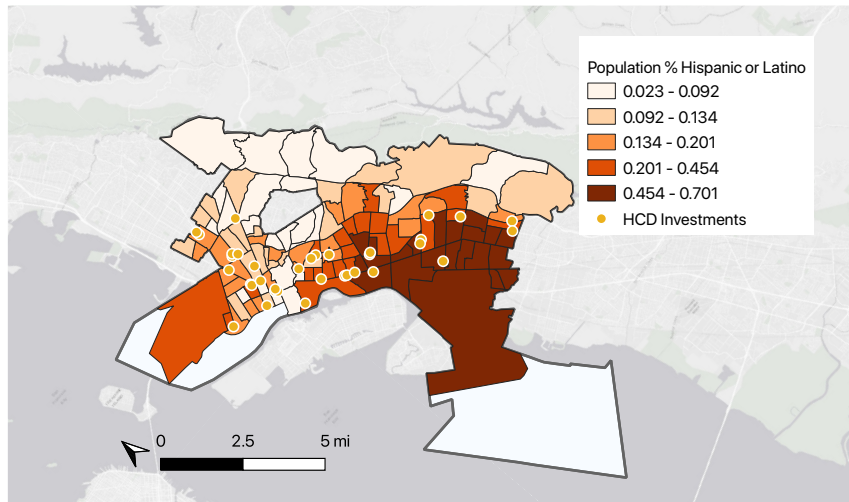 Population % Hispanic or Latino
0.023 - 0.092
0.092 - 0.134
0.134 - 0.201
0.201 - 0.454
0.454 - 0.701
HCD Investments
0 2.5 5 mi